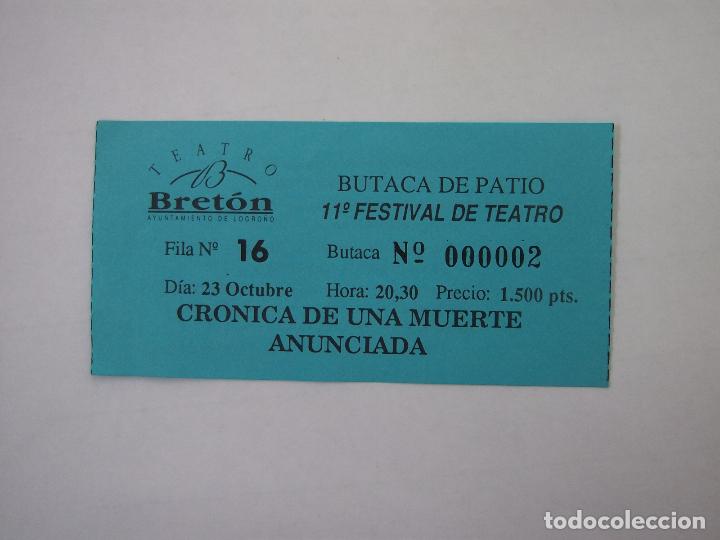 TEATRO
B
Bretón
AYUNTAMIENTO DE LOGROÑO
BUTACA DE PATIO
11º FESTIVAL DE TEATRO
Fila Nº 16 Butaca Nº 000002
Día: 23 Octubre Hora: 20,30 Precio: 1.500 pts.
CRONICA DE UNA MUERTE
ANUNCIADA
todocoleccion